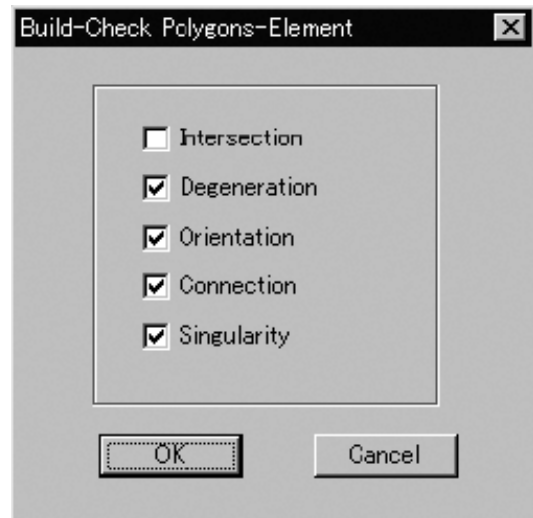 Build-Check Polygons-Element
Intersection
Degeneration
Orientation
Connection
Singularity
OK
Cancel